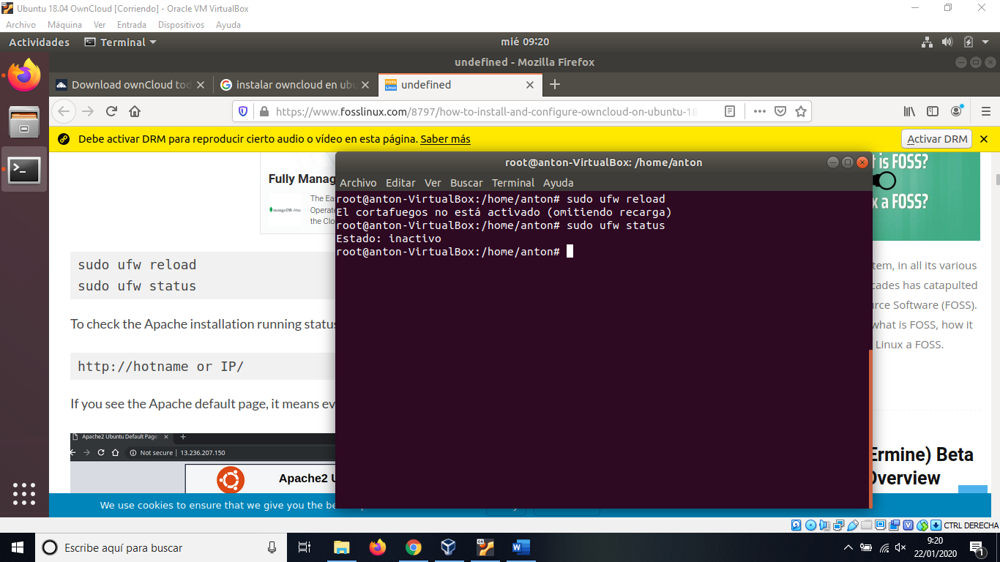 Ubuntu 18.04 OwnCloud [Corriendo] - Oracle VM VirtualBox
Archivo Máquina Ver Entrada Dispositivos Ayuda
Actividades Terminal mié 09:20
undefined - Mozilla Firefox
Download ownCloud tod instalar owncloud en ubu undefined
https://www.fosslinux.com/8797/how-to-install-and-configure-owncloud-on-ubuntu-18
Debe activar DRM para reproducir cierto audio o vídeo en esta página. Saber más Activar DRM
root@anton-VirtualBox: /home/anton
Archivo Editar Ver Buscar Terminal Ayuda
root@anton-VirtualBox:/home/anton# sudo ufw reload
El cortafuegos no está activado (omitiendo recarga)
root@anton-VirtualBox:/home/anton# sudo ufw status
Estado: inactivo
root@anton-VirtualBox:/home/anton#
Fully Manag
The Ea
Operate
the Clo
mongoDB. Atlas
is FOSS?
x a FOSS?
sudo ufw reload
sudo ufw status
tem, in all its various
cades has catapulted
urce Software (FOSS).
what is FOSS, how it
Linux a FOSS.
To check the Apache installation running status
http://hotname or IP/
If you see the Apache default page, it means ev
Apache2 Ubuntu Default Page:
Not secure | 13.236.207.150
Apache2 U
Ermine) Beta
Overview
We use cookies to ensure that we give you the be
CTRL DERECHA
Escribe aquí para buscar
9:20
22/01/2020
1